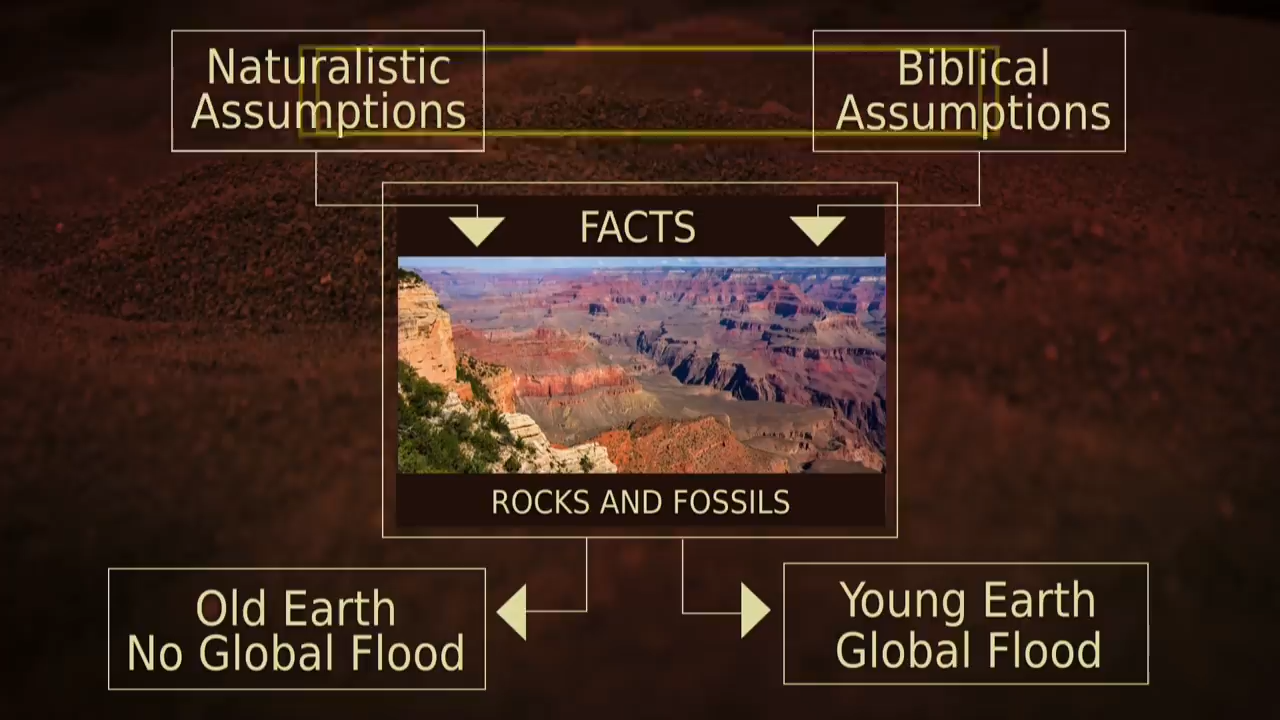 Naturalistic
Assumptions
Biblical
Assumptions
FACTS
ROCKS AND FOSSILS
Old Earth
No Global Flood
Young Earth
Global Flood